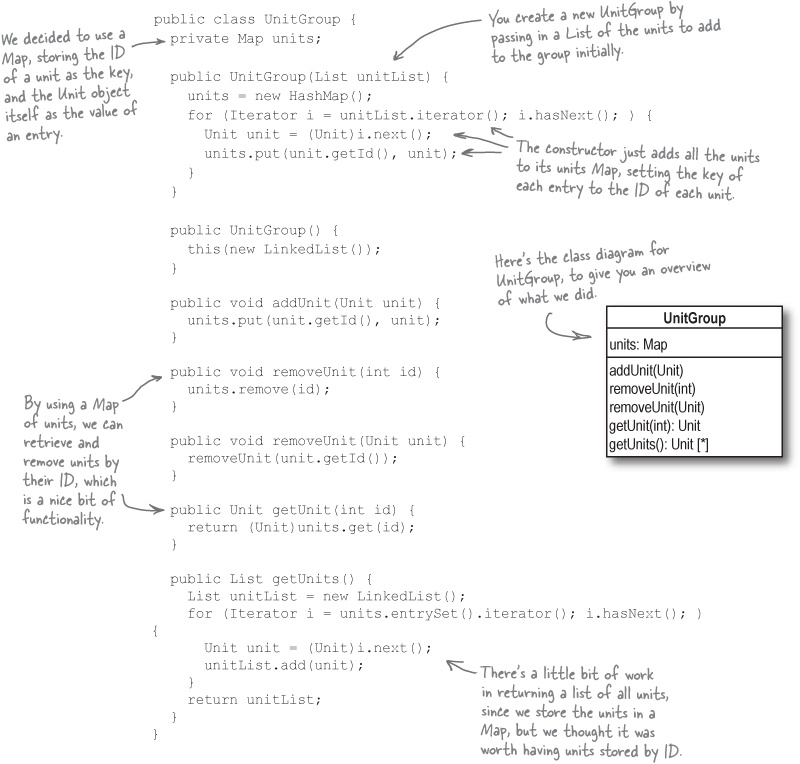 public class UnitGroup {
private Map units;
We decided to use a
Map, storing the ID
of a unit as the key,
and the Unit object
itself as the value of
an entry.
You create a new UnitGroup by
passing in a List of the units to add
to the group initially.
public UnitGroup(List unitList) {
units = new HashMap();
for (Iterator i = unitList.iterator(); i.hasNext(); ) {
Unit unit = (Unit)i.next();
units.put(unit.getId(), unit);
}
}
The constructor just adds all the units
to its units Map, setting the key of
each entry to the ID of each unit.
public UnitGroup() {
this(new LinkedList());
}
Here's the class diagram for
UnitGroup, to give you an overview
of what we did.
UnitGroup
units: Map
addUnit(Unit)
removeUnit(int)
removeUnit(Unit)
getUnit(int): Unit
getUnits(): Unit [*]
public void addUnit(Unit unit) {
units.put(unit.getId(), unit);
}
public void removeUnit(int id) {
units.remove(id);
}
By using a Map
of units, we can
retrieve and
remove units by
their ID, which
is a nice bit of
functionality.
public void removeUnit(Unit unit) {
removeUnit(unit.getId());
}
public Unit getUnit(int id) {
return (Unit)units.get(id);
}
public List getUnits() {
List unitList = new LinkedList();
for (Iterator i = units.entrySet().iterator(); i.hasNext(); )
{
Unit unit = (Unit)i.next();
unitList.add(unit);
}
return unitList;
}
}
There's a little bit of work
in returning a list of all units,
since we store the units in a
Map, but we thought it was
worth having units stored by ID.